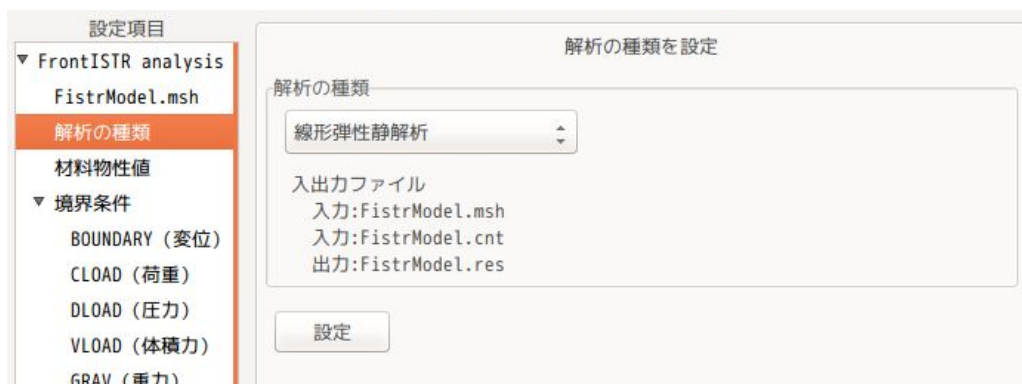 設定項目
FrontISTR analysis
FistrModel.msh
解析の種類
材料物性値
境界条件
BOUNDARY (変位)
CLOAD (荷重)
DLOAD (圧力)
VLOAD (体積力)
GRAV (重力)
解析の種類を設定
解析の種類
線形弾性静解析
入出力ファイル
入力:FistrModel.msh
入力:FistrModel.cnt
出力:FistrModel.res
設定